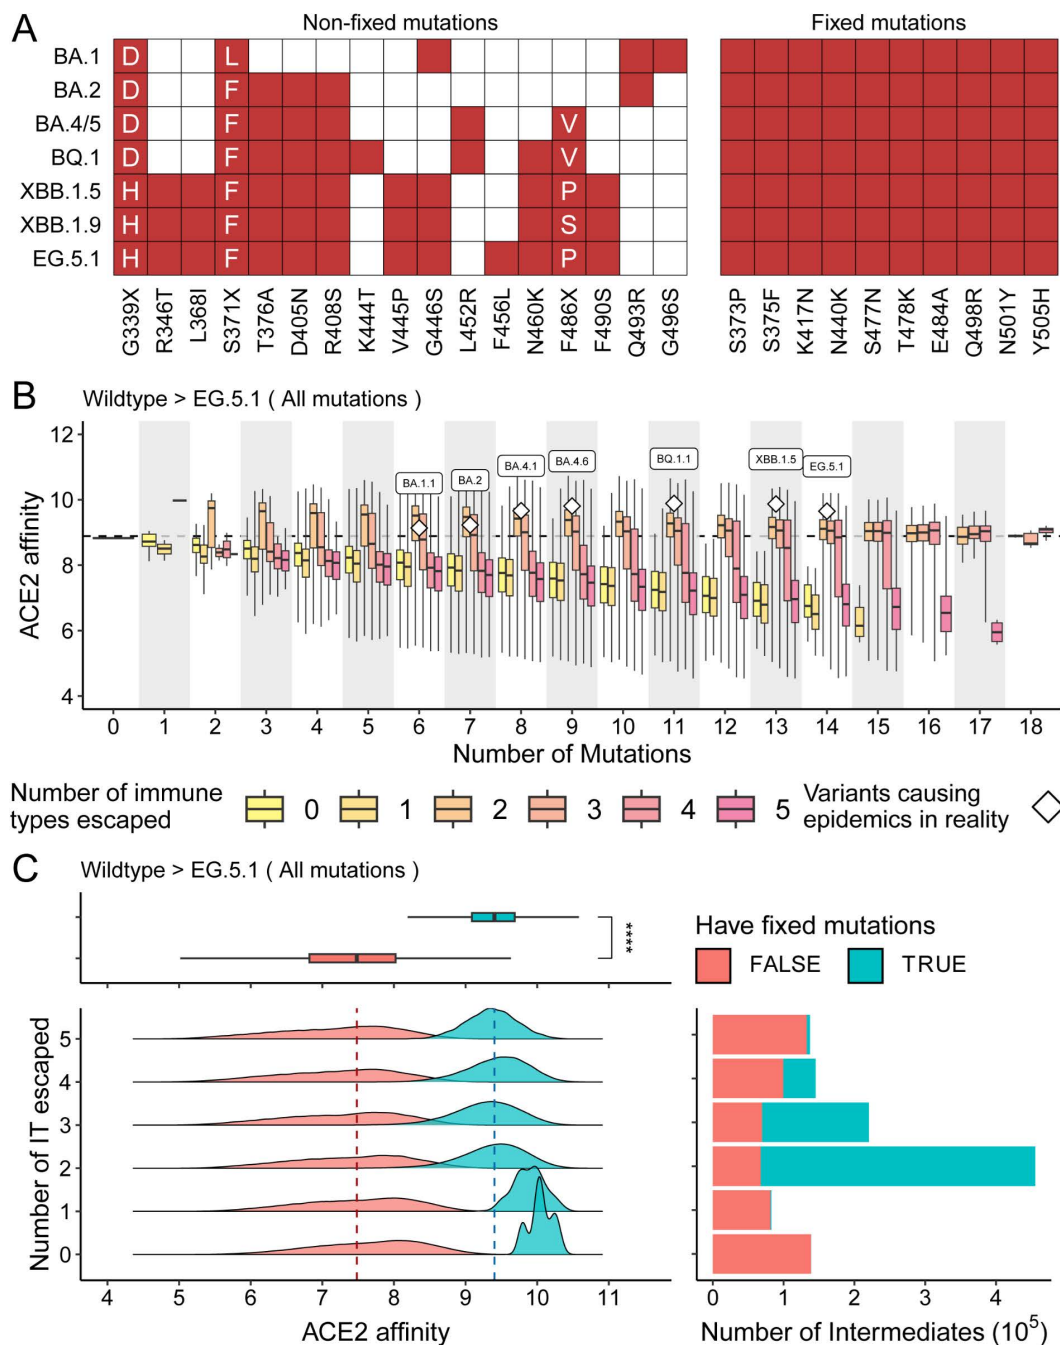 A
Non-fixed mutations
Fixed mutations
BA.1
D
L
BA.2
D
F
BA.4/5
D
F
V
BQ.1
D
F
V
XBB.1.5
H
F
P
XBB.1.9
H
F
S
EG.5.1
H
F
P
G339X
R346T
L368I
S371X
T376A
D405N
R408S
K444T
V445P
G446S
L452R
F456L
N460K
F486X
F490S
Q493R
G496S
S373P
S375F
K417N
N440K
S477N
T478K
E484A
Q498R
N501Y
Y505H
B
Wildtype > EG.5.1 ( All mutations )
ACE2 affinity
12
10
8
6
4
BA.1.1
BA.2
BA.4.1
BA.4.6
BQ.1.1
XBB.1.5
EG.5.1
0 1 2 3 4 5 6 7 8 9 10 11 12 13 14 15 16 17 18
Number of Mutations
Number of immune types escaped
0 1 2 3 4 5
Variants causing epidemics in reality
C
Wildtype > EG.5.1 ( All mutations )
****
Have fixed mutations
FALSE TRUE
Number of IT escaped
5
4
3
2
1
0
4 5 6 7 8 9 10 11
ACE2 affinity
0 1 2 3 4
Number of Intermediates (10⁵)